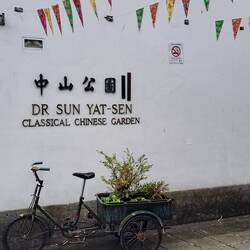 中山公園
DR SUN YAT-SEN
CLASSICAL CHINESE GARDEN